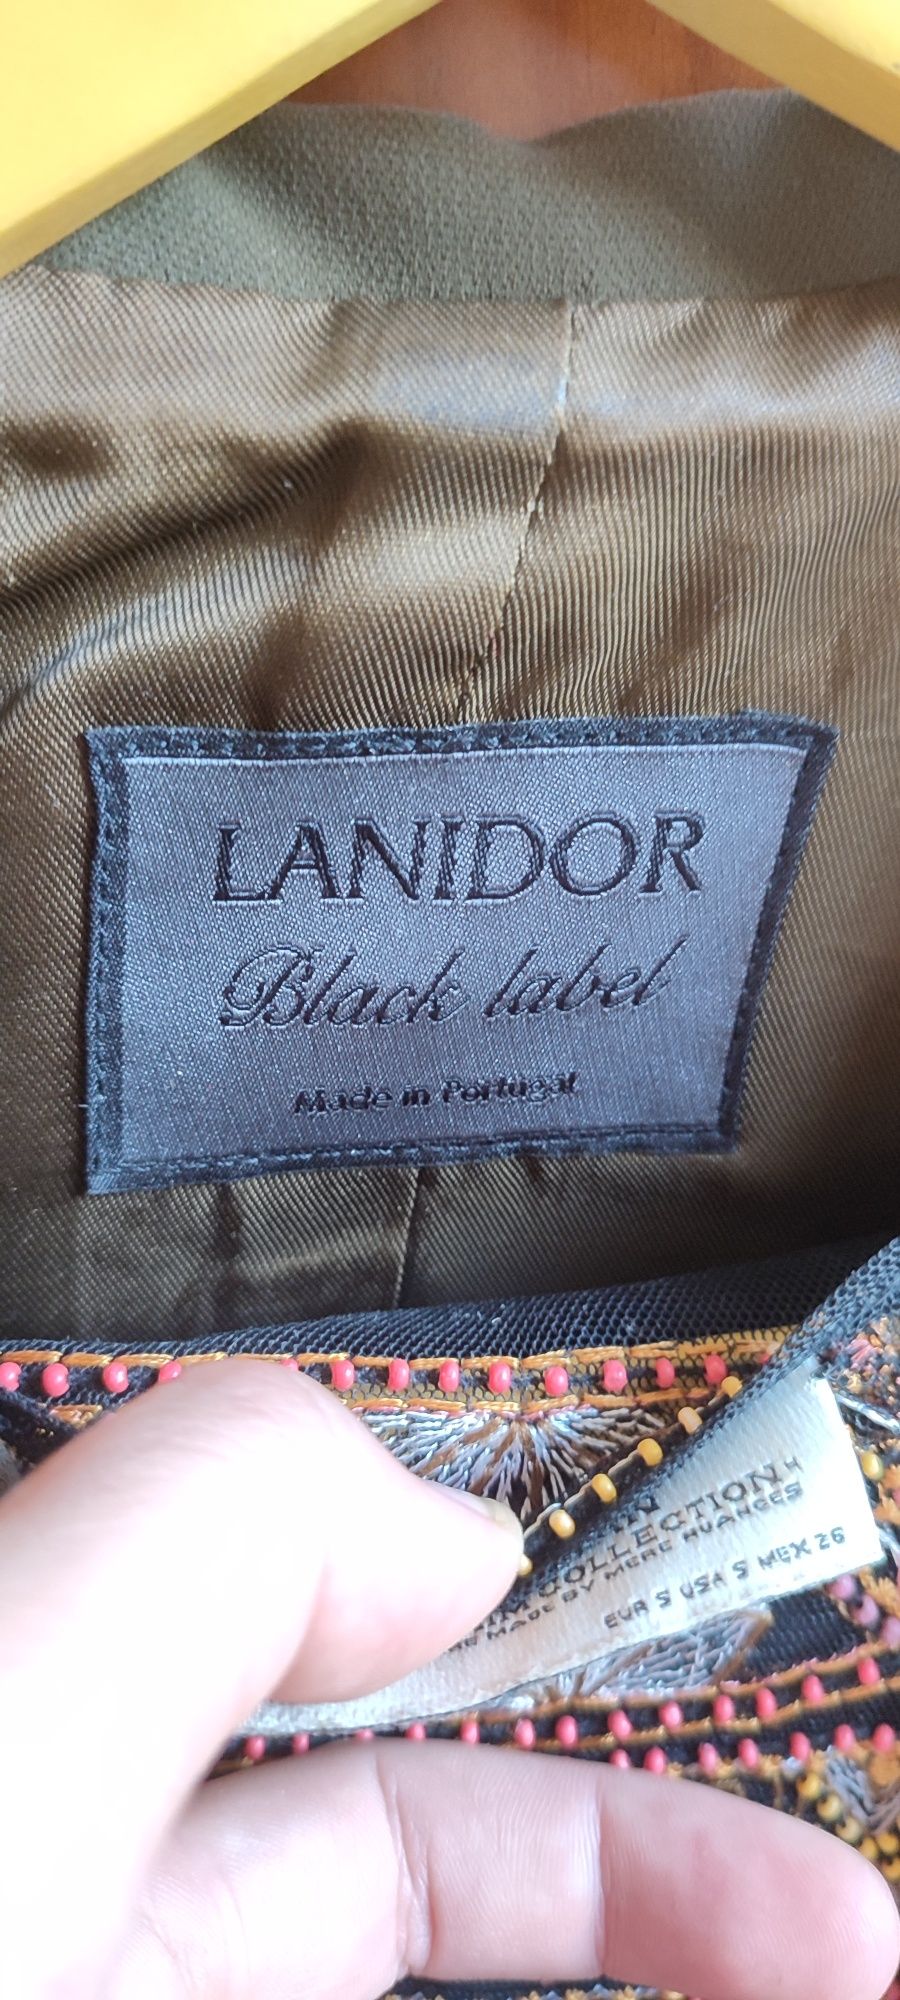 LANIDOR
Black label
Made in Portugal
COLLECTION
MADE BY MERE NUANCES
EUR S USA S MEX 26